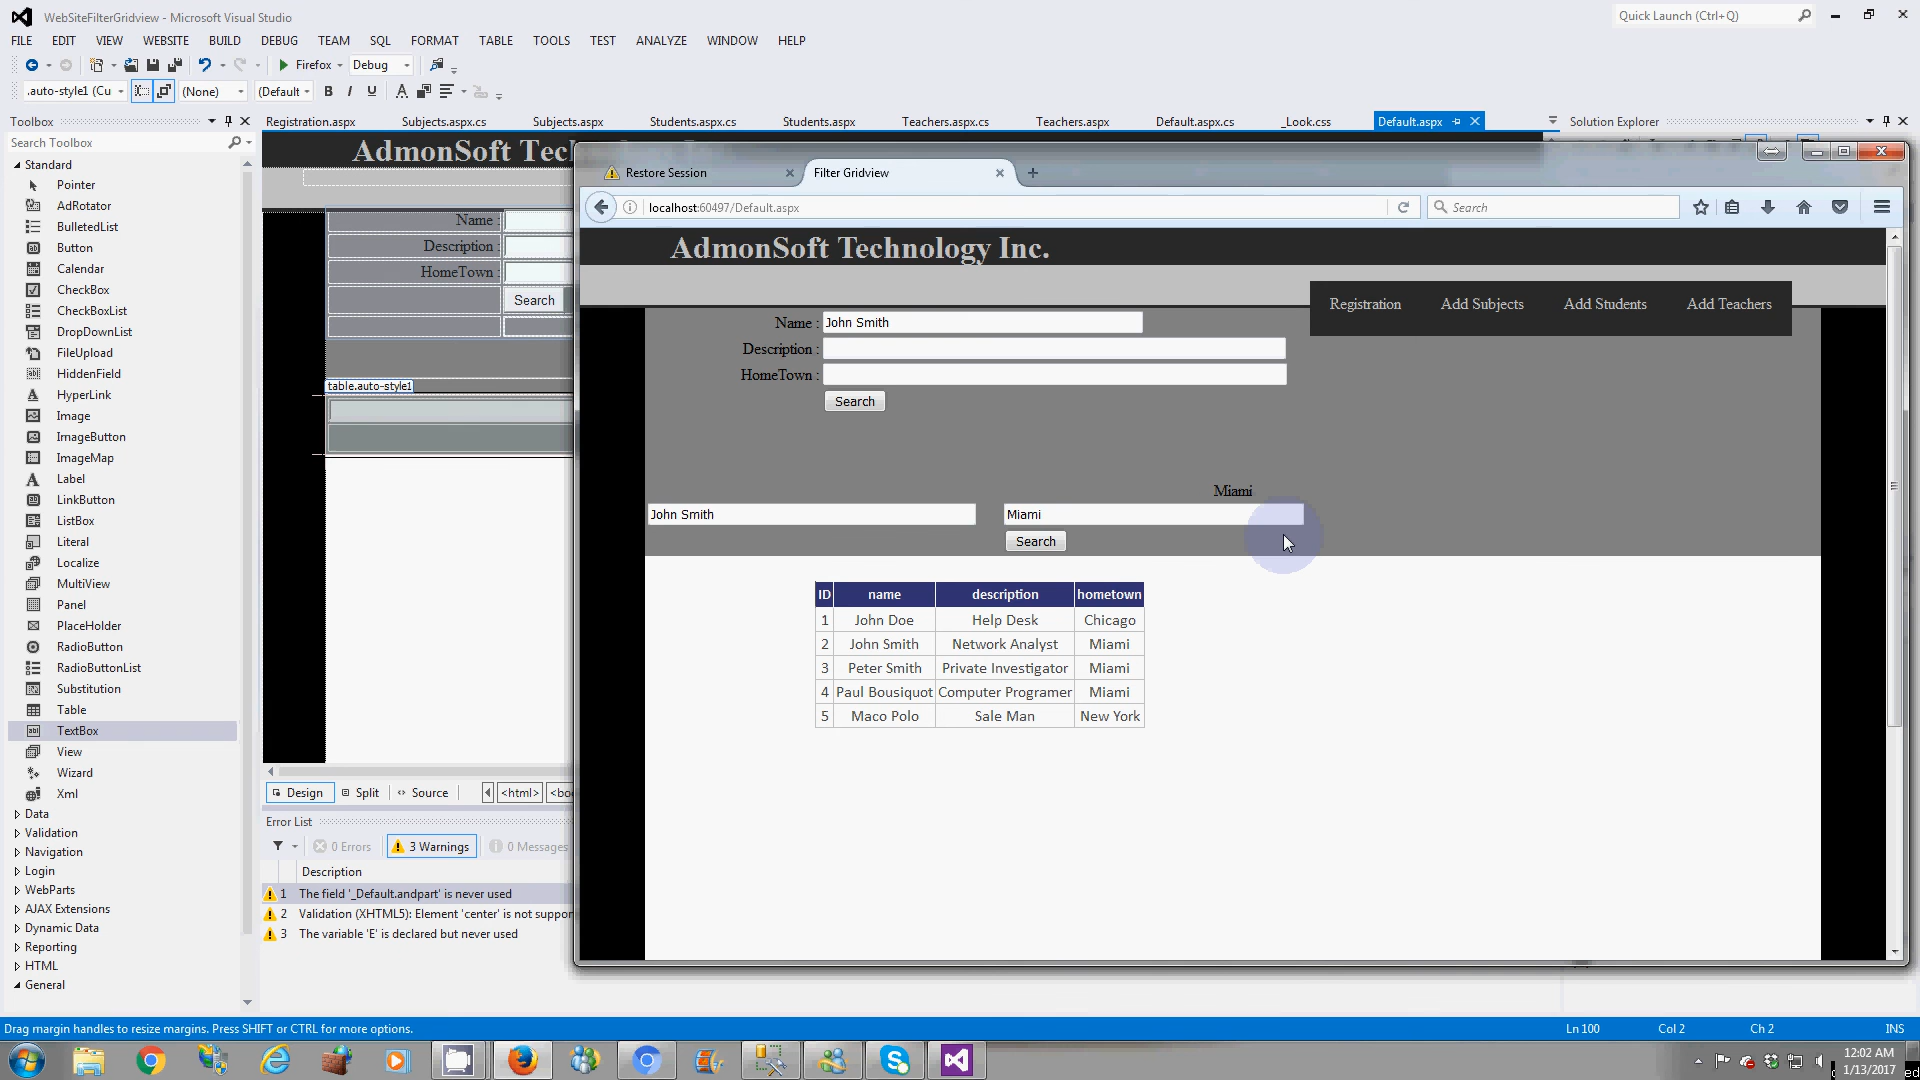 WebSiteFilterGridview - Microsoft Visual Studio
Quick Launch (Ctrl+Q)
FILE EDIT VIEW WEBSITE BUILD DEBUG TEAM SQL FORMAT TABLE TOOLS TEST ANALYZE WINDOW HELP
Firefox Debug
.auto-style1 (Cu (None) (Default B I U A
Toolbox
Registration.aspx Subjects.aspx.cs Subjects.aspx Students.aspx.cs Students.aspx Teachers.aspx.cs Teachers.aspx Default.aspx.cs _Look.css Default.aspx
Solution Explorer
Search Toolbox
Standard
Pointer
AdRotator
BulletedList
Button
Calendar
CheckBox
CheckBoxList
DropDownList
FileUpload
HiddenField
HyperLink
Image
ImageButton
ImageMap
Label
LinkButton
ListBox
Literal
Localize
MultiView
Panel
PlaceHolder
RadioButton
RadioButtonList
Substitution
Table
TextBox
View
Wizard
Xml
Data
Validation
Navigation
Login
WebParts
AJAX Extensions
Dynamic Data
Reporting
HTML
General
AdmonSoft Tec
Name :
Description :
HomeTown :
Search
table.auto-style1
Design Split Source <html> <bo
Error List
0 Errors 3 Warnings 0 Messages
Description
1 The field '_Default.andpart' is never used
2 Validation (XHTML5): Element 'center' is not suppor
3 The variable 'E' is declared but never used
Restore Session
Filter Gridview
localhost:60497/Default.aspx
Search
AdmonSoft Technology Inc.
Registration Add Subjects Add Students Add Teachers
Name : John Smith
Description :
HomeTown :
Search
Miami
John Smith Miami
Search
ID name description hometown
1 John Doe Help Desk Chicago
2 John Smith Network Analyst Miami
3 Peter Smith Private Investigator Miami
4 Paul Bousiquot Computer Programer Miami
5 Maco Polo Sale Man New York
Drag margin handles to resize margins. Press SHIFT or CTRL for more options.
Ln 100 Col 2 Ch 2 INS
12:02 AM
1/13/2017